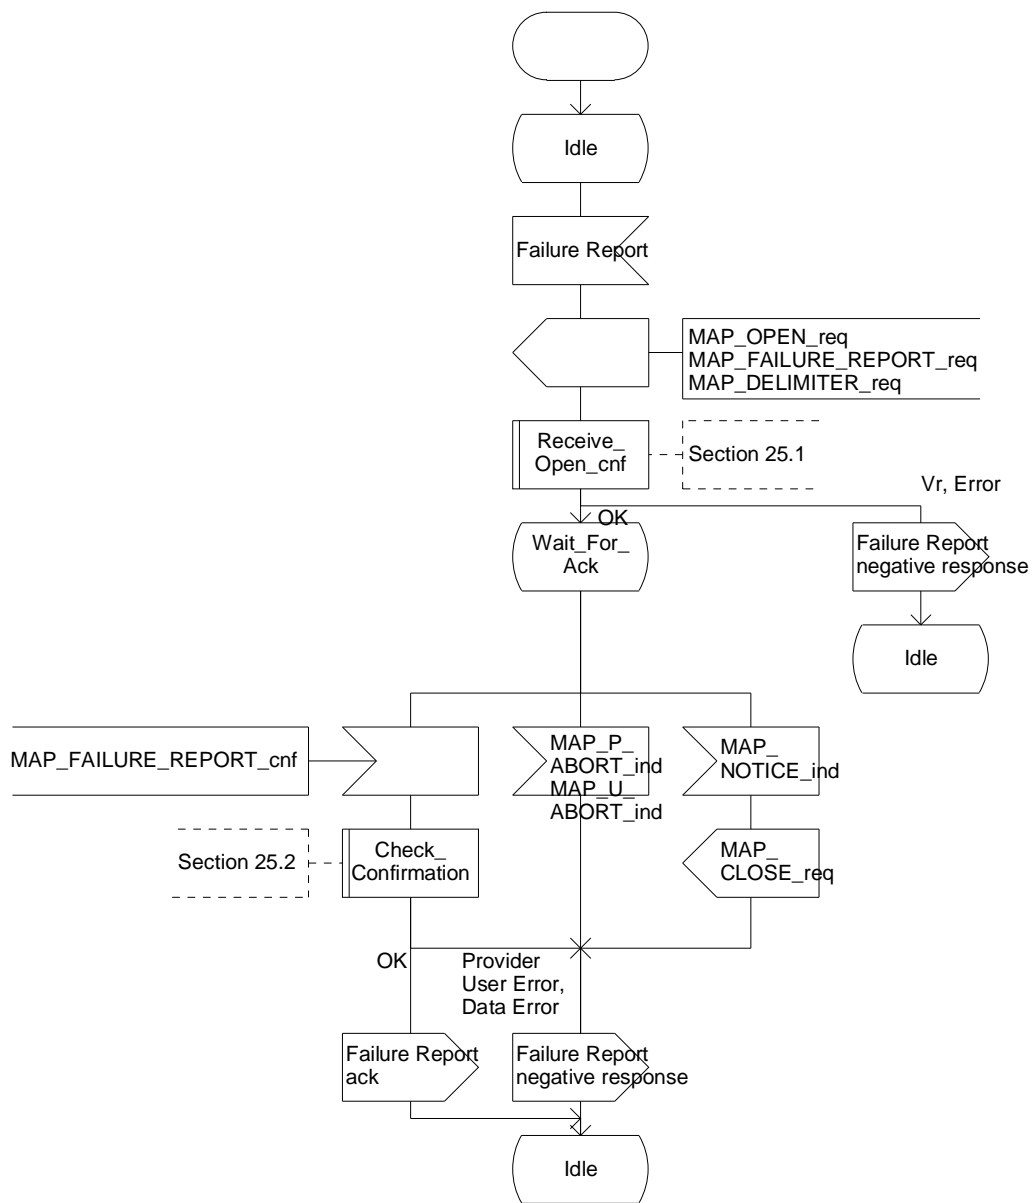 Idle
Failure Report
MAP_OPEN_req
MAP_FAILURE_REPORT_req
MAP_DELIMITER_req
Receive_
Open_cnf
Section 25.1
Vr, Error
OK
Wait_For_
Ack
Failure Report
negative response
Idle
MAP_FAILURE_REPORT_cnf
MAP_P_
ABORT_ind
MAP_U_
ABORT_ind
MAP_
NOTICE_ind
Section 25.2
Check_
Confirmation
MAP_
CLOSE_req
OK
Provider
User Error,
Data Error
Failure Report
ack
Failure Report
negative response
Idle